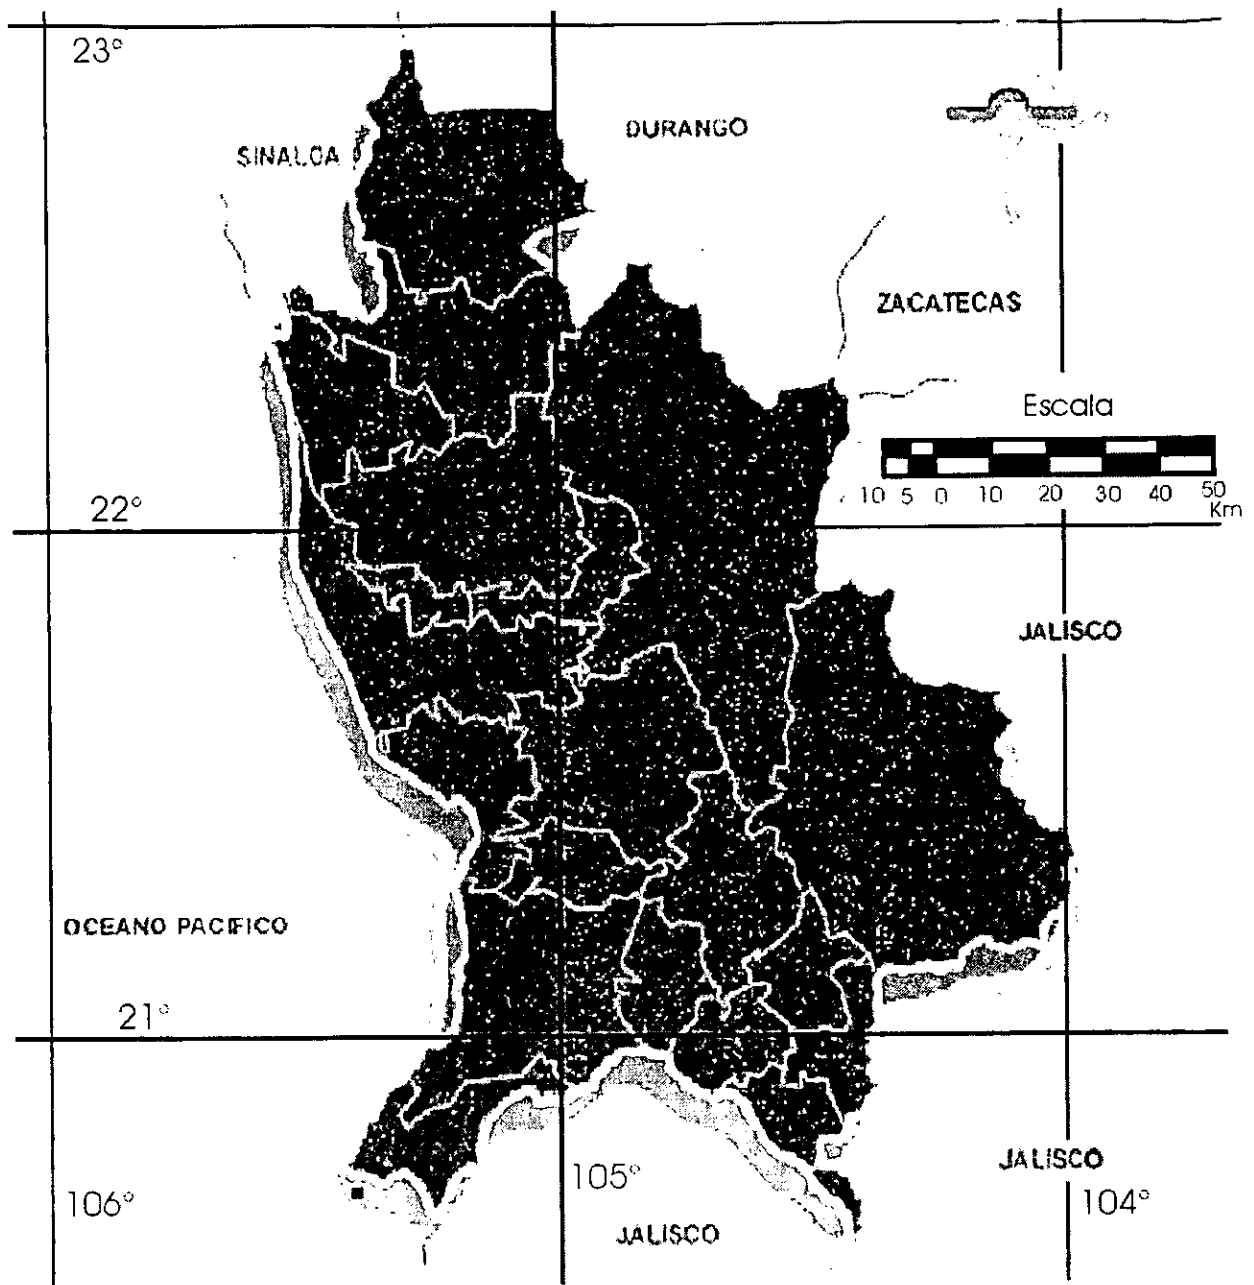 23°
DURANGO
SINALOA
ZACATECAS
Escala
10 5 0 10 20 30 40 50
Km
22°
JALISCO
OCEANO PACIFICO
21°
JALISCO
106°
105°
104°
JALISCO